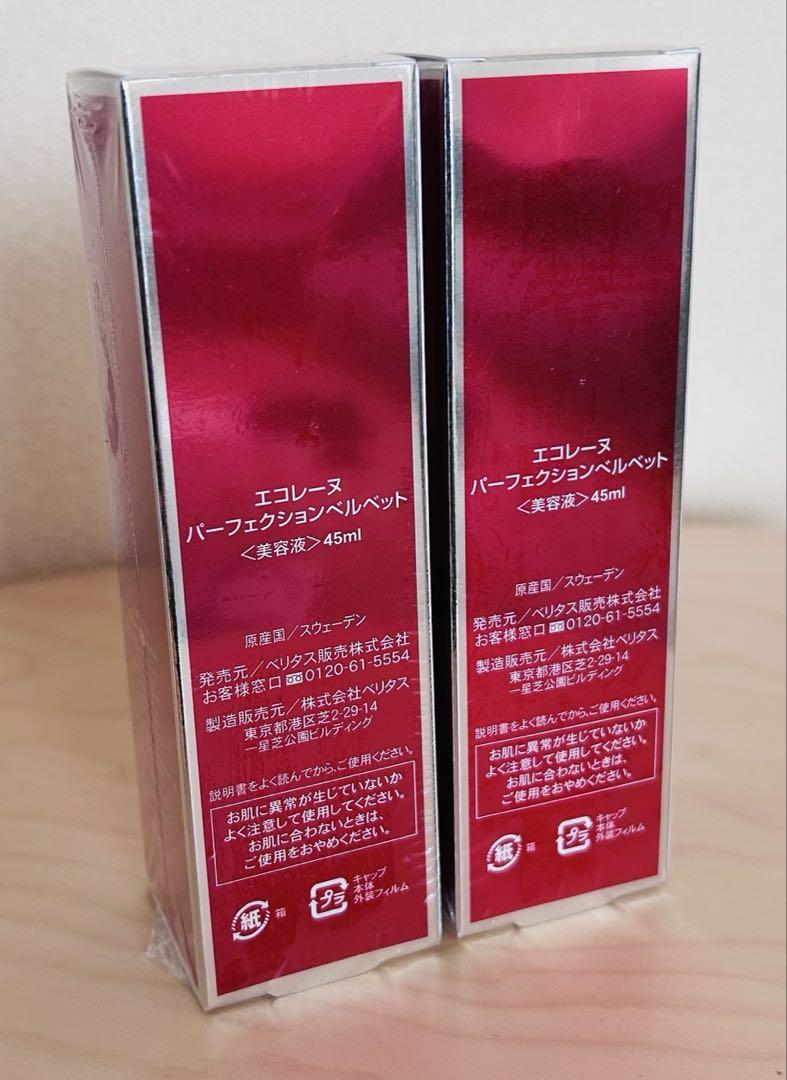 エコレーヌ
パーフェクションベルベット
〈美容液〉45ml
原産国/スウェーデン
発売元/ベリタス販売株式会社
お客様窓口 0120-61-5554
製造販売元/株式会社ベリタス
東京都港区芝2-29-14
一星芝公園ビルディング
説明書をよく読んでから、ご使用ください。
お肌に異常が生じていないか
よく注意して使用してください。
お肌に合わないときは、
ご使用をおやめください。
紙 箱
プラ
キャップ
本体
外装フィルム
エコレーヌ
パーフェクションベルベット
〈美容液〉45ml
原産国/スウェーデン
発売元/ベリタス販売株式会社
お客様窓口 0120-61-5554
製造販売元/株式会社ベリタス
東京都港区芝2-29-14
一星芝公園ビルディング
説明書をよく読んでから、ご使用ください。
お肌に異常が生じていないか
よく注意して使用してください。
お肌に合わないときは、
ご使用をおやめください。
紙 箱
プラ
キャップ
本体
外装フィルム